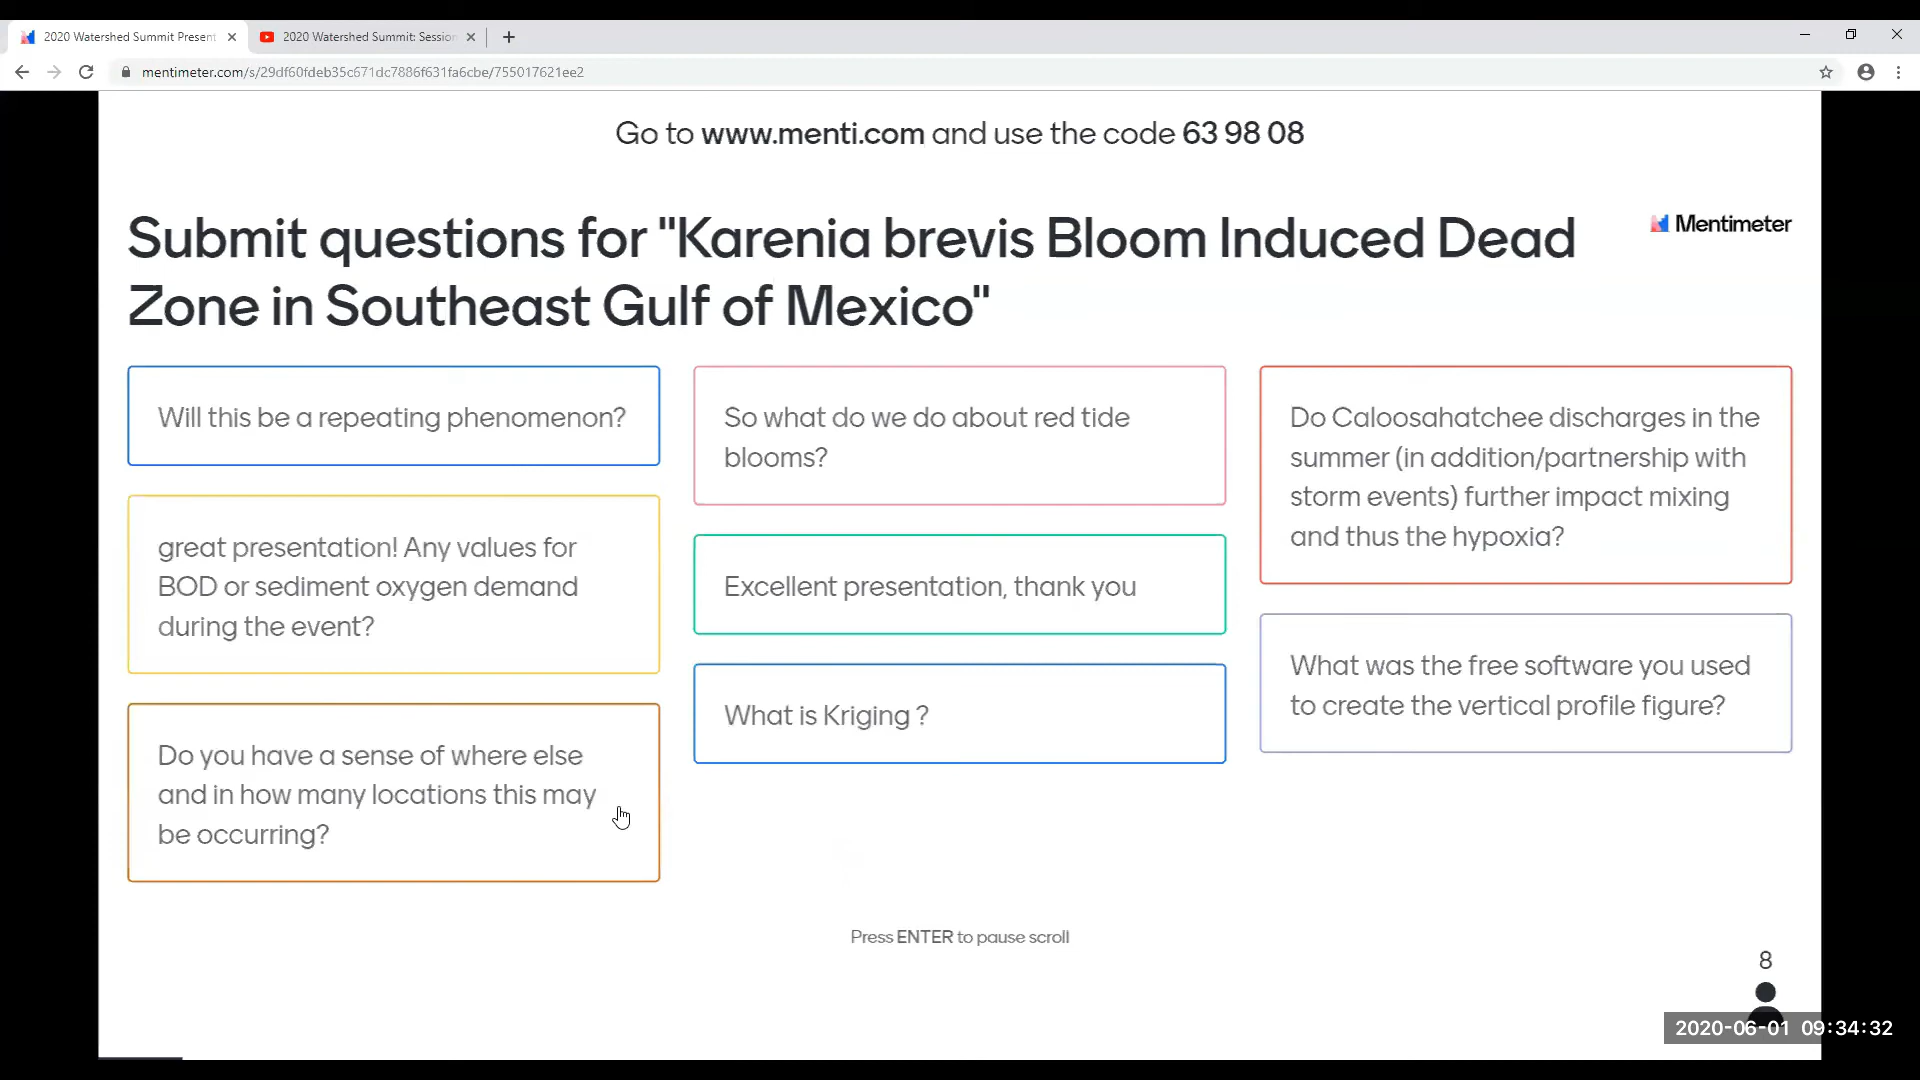 2020 Watershed Summit Present
2020 Watershed Summit: Session
mentimeter.com/s/29df60fdeb35c671dc7886f631fa6cbe/755017621ee2
Go to www.menti.com and use the code 63 98 08
Submit questions for "Karenia brevis Bloom Induced Dead
Zone in Southeast Gulf of Mexico"
Mentimeter
Will this be a repeating phenomenon?
great presentation! Any values for
BOD or sediment oxygen demand
during the event?
Do you have a sense of where else
and in how many locations this may
be occurring?
So what do we do about red tide
blooms?
Excellent presentation, thank you
What is Kriging ?
Do Caloosahatchee discharges in the
summer (in addition/partnership with
storm events) further impact mixing
and thus the hypoxia?
What was the free software you used
to create the vertical profile figure?
Press ENTER to pause scroll
8
2020-06-01 09:34:32